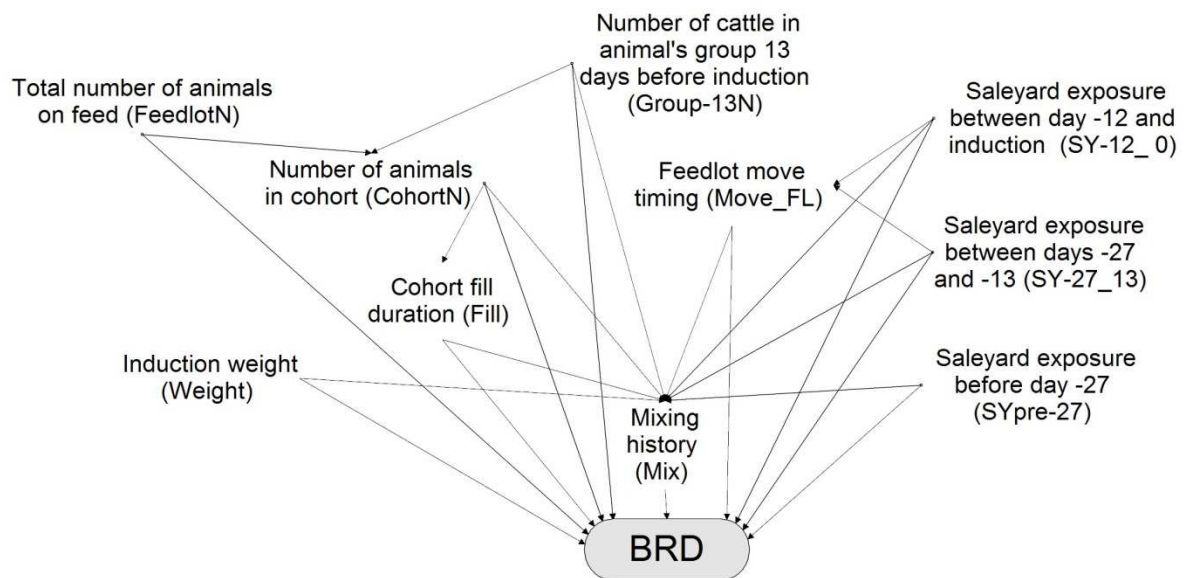 Number of cattle in
animal's group 13
days before induction
(Group-13N)
Total number of animals
on feed (FeedlotN)
Saleyard exposure
between day -12 and
induction (SY-12_ 0)
Number of animals
in cohort (CohortN)
Feedlot move
timing (Move_FL)
Saleyard exposure
between days -27
and -13 (SY-27_13)
Cohort fill
duration (Fill)
Induction weight
(Weight)
Saleyard exposure
before day -27
(SYpre-27)
Mixing
history
(Mix)
BRD